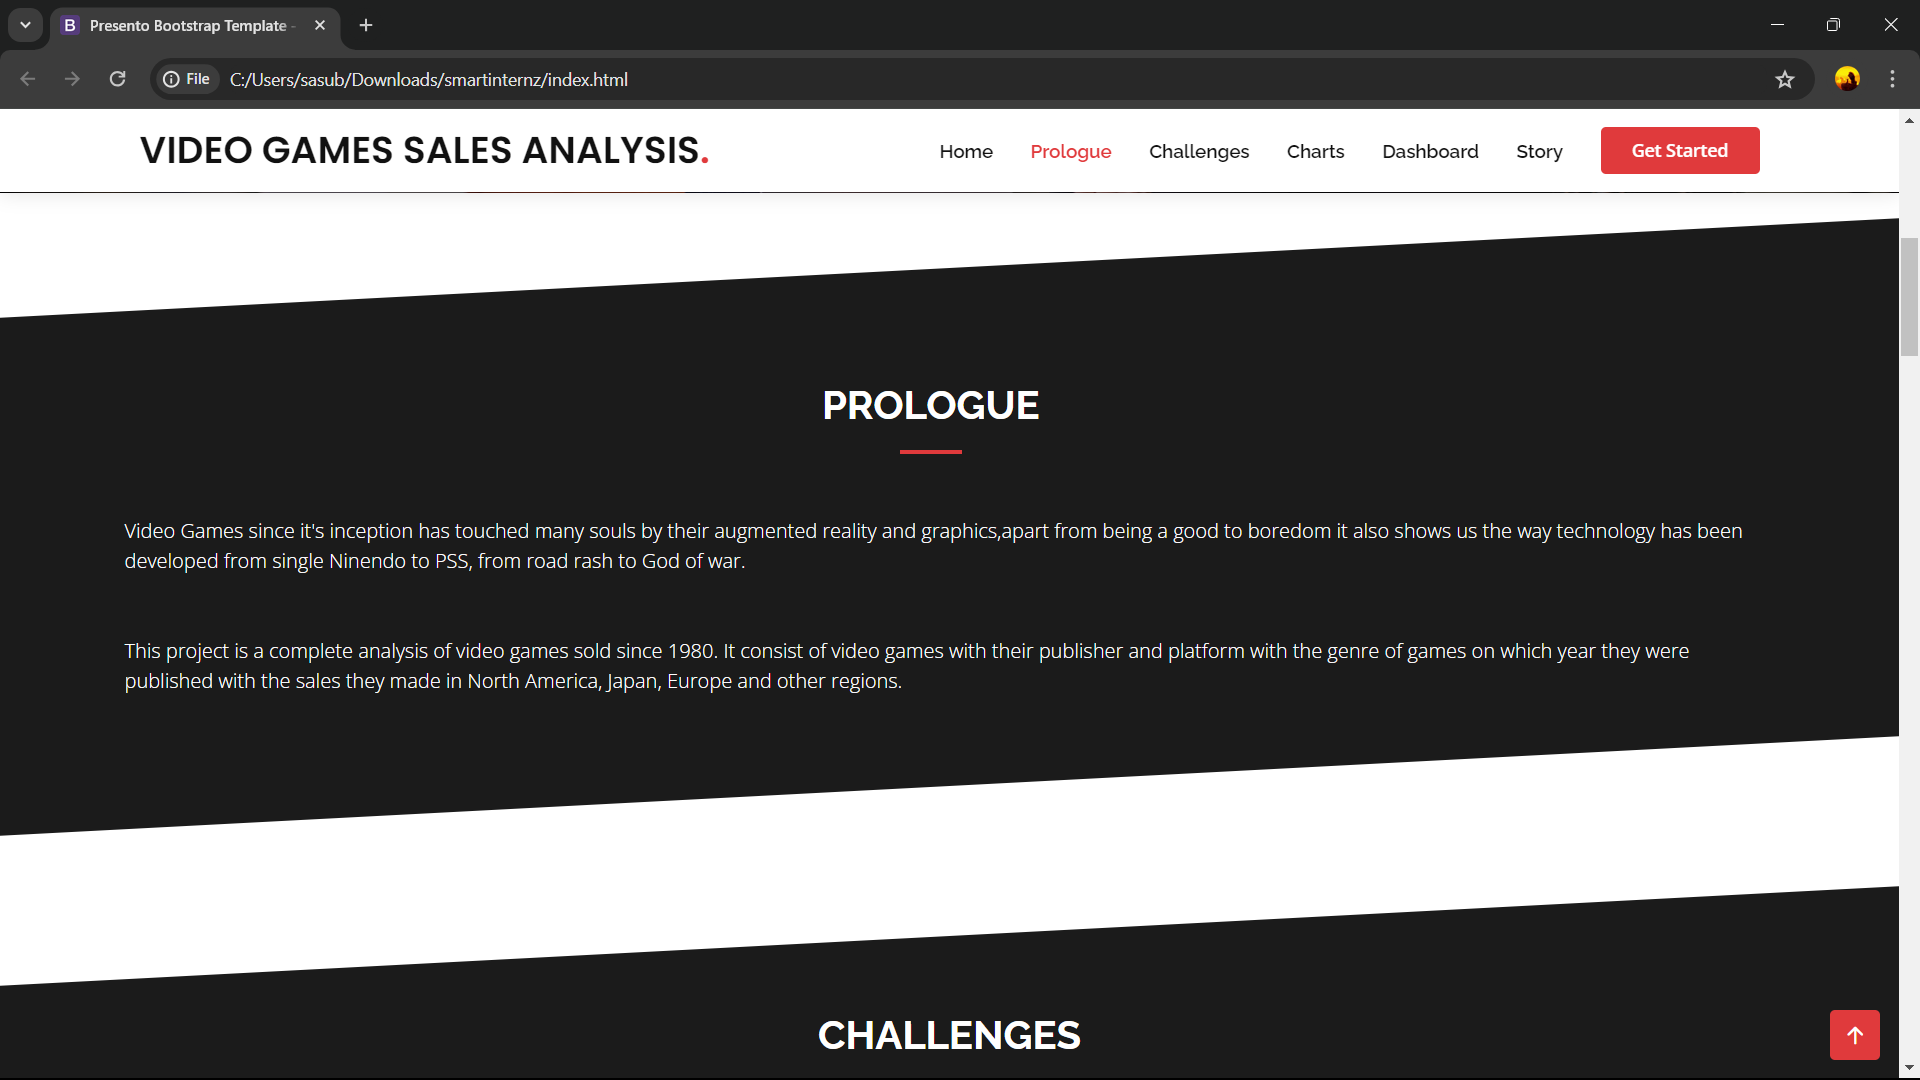 Presento Bootstrap Template -
File
C:/Users/sasub/Downloads/smartinternz/index.html
VIDEO GAMES SALES ANALYSIS.
Home Prologue Challenges Charts Dashboard Story Get Started
PROLOGUE
Video Games since it's inception has touched many souls by their augmented reality and graphics,apart from being a good to boredom it also shows us the way technology has been
developed from single Ninendo to PSS, from road rash to God of war.
This project is a complete analysis of video games sold since 1980. It consist of video games with their publisher and platform with the genre of games on which year they were
published with the sales they made in North America, Japan, Europe and other regions.
CHALLENGES